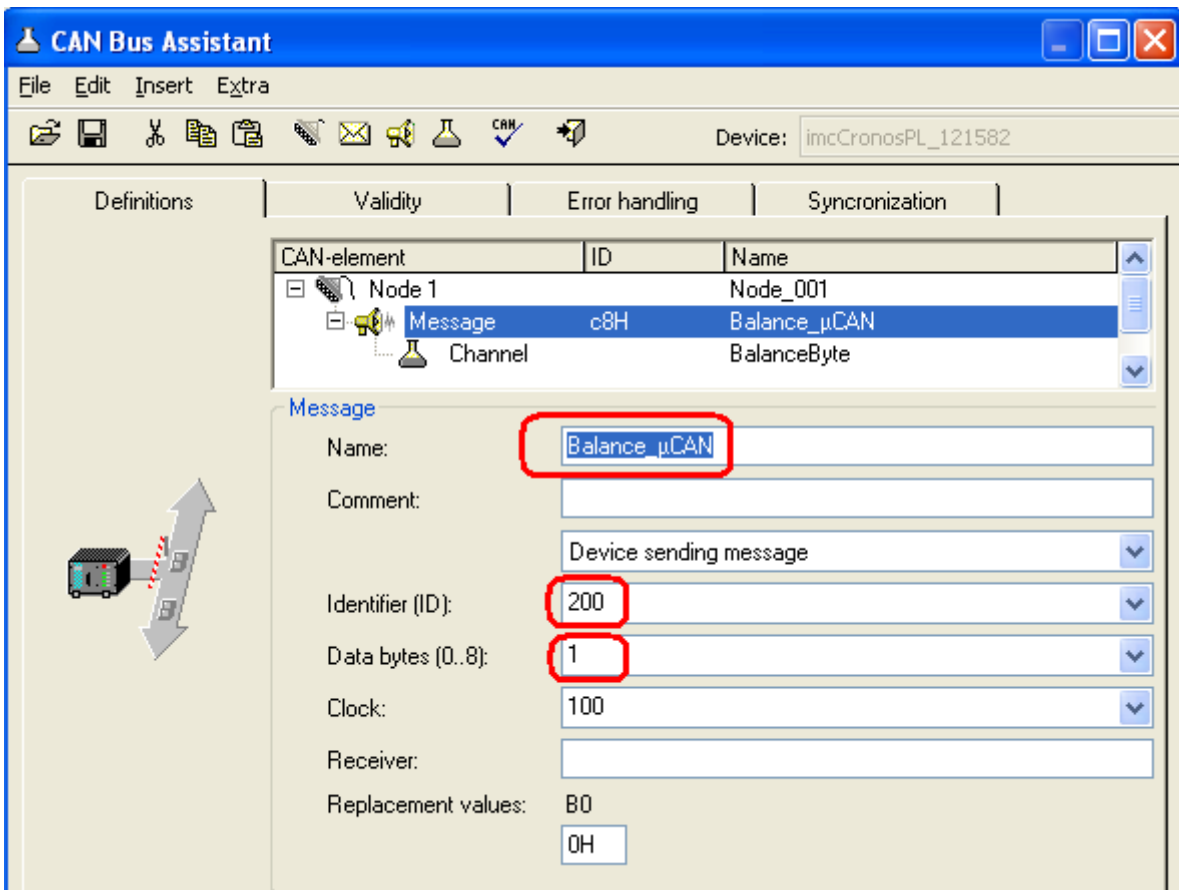 CAN Bus Assistant
File Edit Insert Extra
CAN Device: imcCronosPL_121582
Definitions Validity Error handling Syncronization
CAN-element ID Name
Node 1 Node_001
Message c8H Balance_µCAN
Channel BalanceByte
Message
Name: Balance_µCAN
Comment:
Device sending message
Identifier (ID): 200
Data bytes (0..8): 1
Clock: 100
Receiver:
Replacement values: B0
0H
B
B